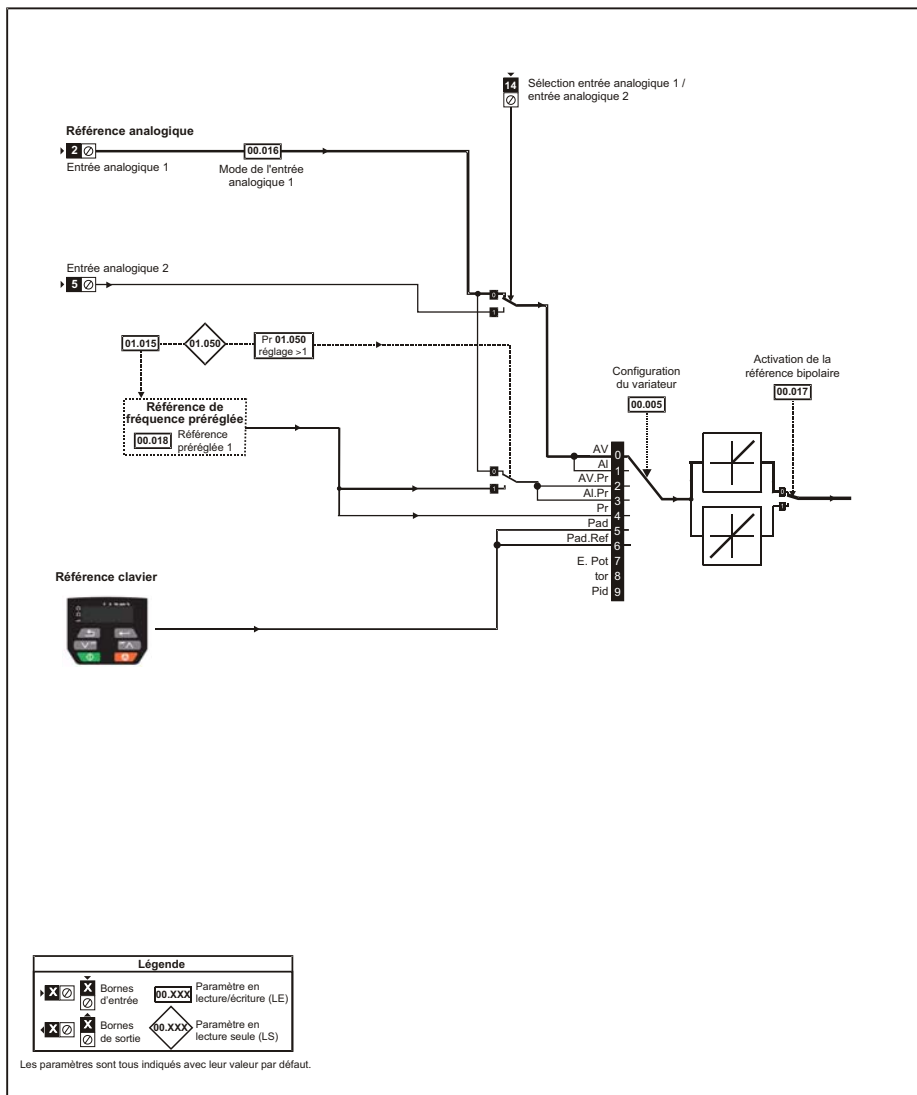 14
Sélection entrée analogique 1 /
entrée analogique 2
Référence analogique
2
00.016
Entrée analogique 1
Mode de l'entrée
analogique 1
Entrée analogique 2
5
0
1
01.015
01.050
Pr 01.050
réglage >1
Configuration
du variateur
00.005
Activation de la
référence bipolaire
00.017
Référence de
fréquence préréglée
00.018
Référence
préréglée 1
0
1
AV 0
AI 1
AV.Pr 2
AI.Pr 3
Pr 4
Pad 5
Pad.Ref 6
E. Pot 7
tor 8
Pid 9
0
1
Référence clavier
Légende
X
X
Bornes
d'entrée
00.XXX
Paramètre en
lecture/écriture (LE)
X
X
Bornes
de sortie
00.XXX
Paramètre en
lecture seule (LS)
Les paramètres sont tous indiqués avec leur valeur par défaut.